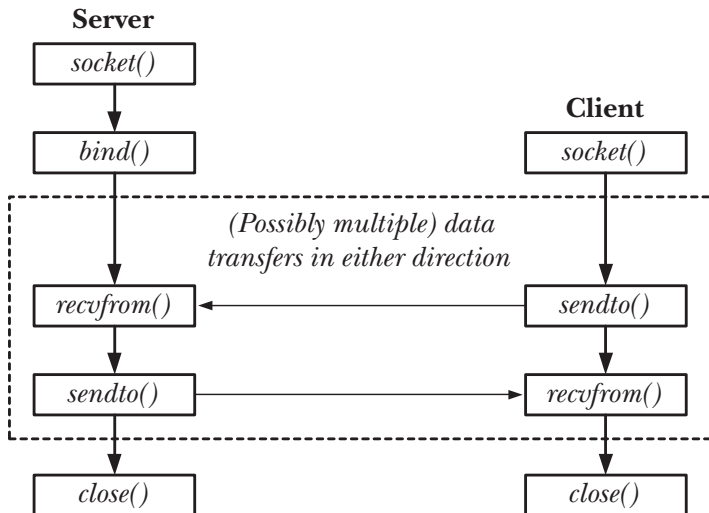 Server
socket()
bind()
Client
socket()
(Possibly multiple) data
transfers in either direction
recvfrom()
sendto()
sendto()
recvfrom()
close()
close()